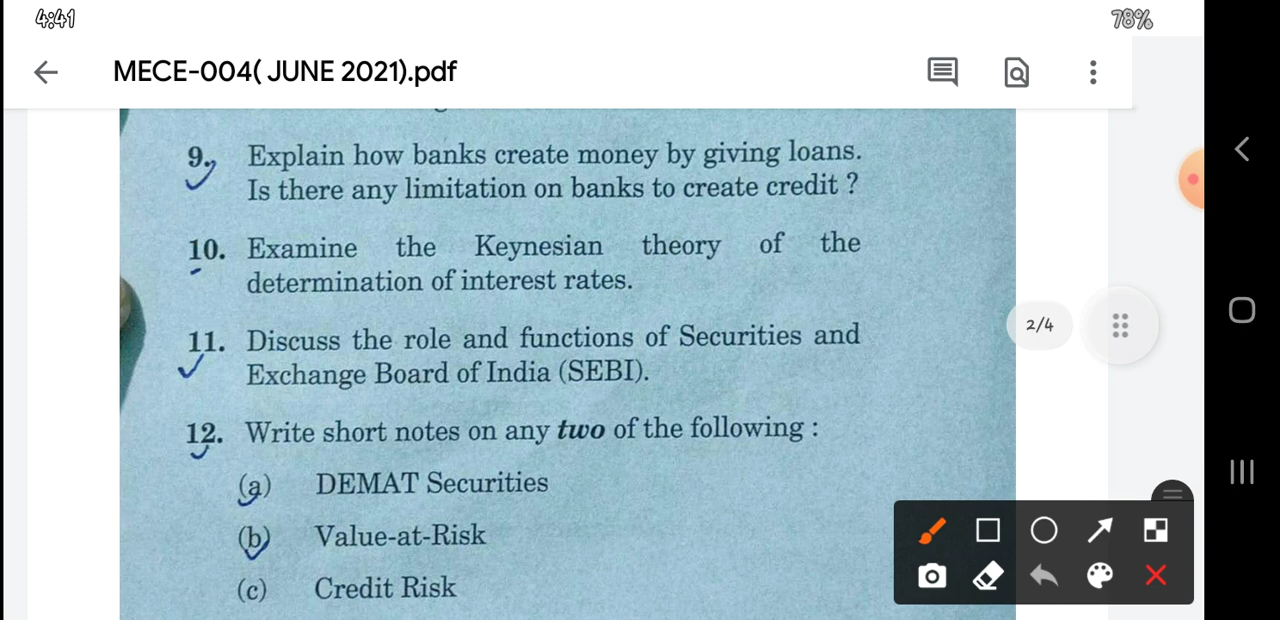 4:41
78%
MECE-004( JUNE 2021).pdf
9. Explain how banks create money by giving loans.
Is there any limitation on banks to create credit ?
10. Examine the Keynesian theory of the
determination of interest rates.
11. Discuss the role and functions of Securities and
Exchange Board of India (SEBI).
2/4
12. Write short notes on any two of the following :
(a) DEMAT Securities
(b) Value-at-Risk
(c) Credit Risk